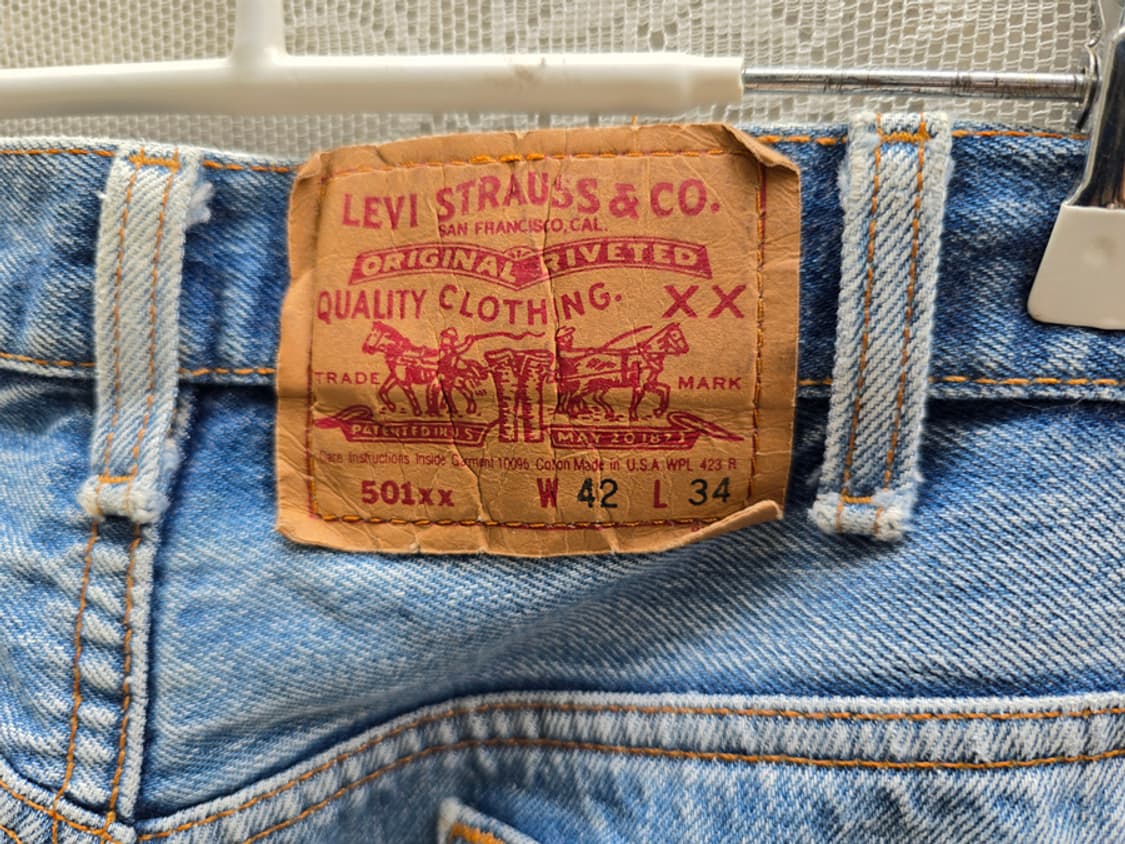 LEVI STRAUSS & CO.
SAN FRANCISCO, CAL.
ORIGINAL RIVETED
QUALITY CLOTHING. XX
TRADE MARK
PATENTED IN U S MAY 20 1873
Care Instructions Inside Garment 100% Cotton Made in U.S.A. WPL 423 R
501xx W 42 L 34